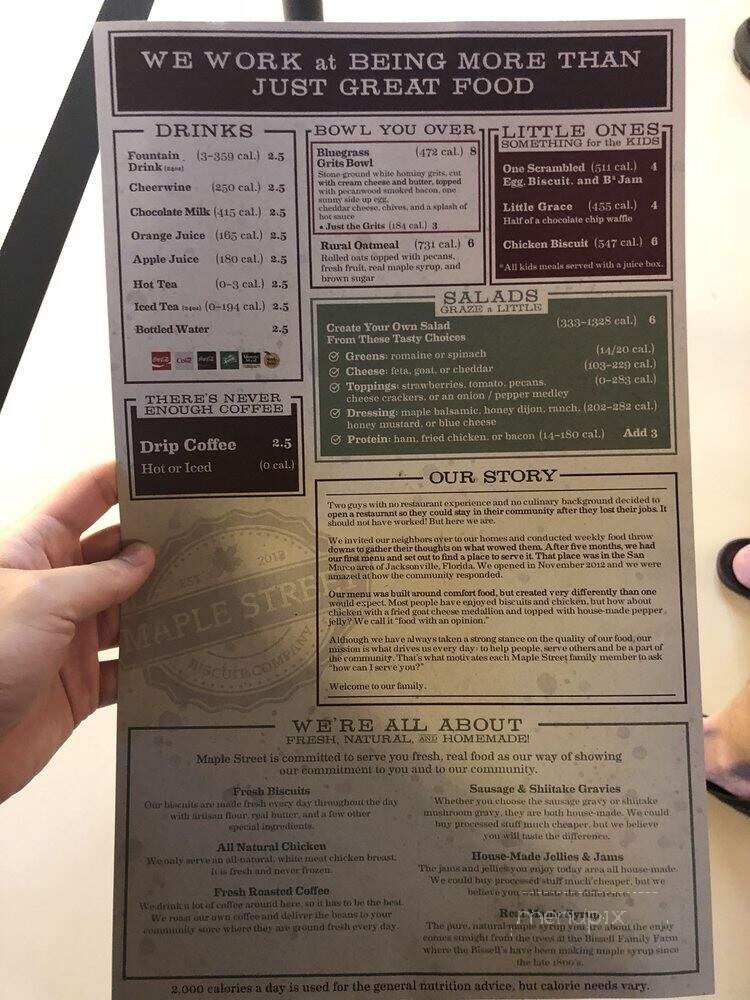 WE WORK at BEING MORE THAN
JUST GREAT FOOD
DRINKS
Fountain (3-359 cal.) 2.5
Drink (24oz)
Cheerwine (250 cal.) 2.5
Chocolate Milk (415 cal.) 2.5
Orange Juice (165 cal.) 2.5
Apple Juice (180 cal.) 2.5
Hot Tea (0-3 cal.) 2.5
Iced Tea (24oz) (0-194 cal.) 2.5
Bottled Water 2.5
THERE'S NEVER
ENOUGH COFFEE
Drip Coffee 2.5
Hot or Iced (0 cal.)
BOWL YOU OVER
Bluegrass (472 cal.) 8
Grits Bowl
Stone-ground white hominy grits, cut
with cream cheese and butter, topped
with pecanwood smoked bacon, one
sunny side up egg,
cheddar cheese, chives, and a splash of
hot sauce
• Just the Grits (184 cal.) 3
Rural Oatmeal (731 cal.) 6
Rolled oats topped with pecans,
fresh fruit, real maple syrup, and
brown sugar
LITTLE ONES
SOMETHING for the KIDS
One Scrambled (511 cal.) 4
Egg, Biscuit, and B⁴ Jam
Little Grace (455 cal.) 4
Half of a chocolate chip waffle
Chicken Biscuit (547 cal.) 6
*All kids meals served with a juice box.
SALADS
GRAZE a LITTLE
Create Your Own Salad (333-1328 cal.) 6
From These Tasty Choices
Greens: romaine or spinach (14/20 cal.)
Cheese: feta, goat, or cheddar (103-229 cal.)
Toppings: strawberries, tomato, pecans, (0-283 cal.)
cheese crackers, or an onion / pepper medley
Dressing: maple balsamic, honey dijon, ranch, (202-282 cal.)
honey mustard, or blue cheese
Protein: ham, fried chicken, or bacon (14-180 cal.) Add 3
OUR STORY
Two guys with no restaurant experience and no culinary background decided to
open a restaurant so they could stay in their community after they lost their jobs. It
should not have worked! But here we are.
We invited our neighbors over to our homes and conducted weekly food throw
downs to gather their thoughts on what wowed them. After five months, we had
our first menu and set out to find a place to serve it. That place was in the San
Marco area of Jacksonville, Florida. We opened in November 2012 and we were
amazed at how the community responded.
Our menu was built around comfort food, but created very differently than one
would expect. Most people have enjoyed biscuits and chicken, but how about
chicken with a fried goat cheese medallion and topped with house-made pepper
jelly? We call it "food with an opinion."
Although we have always taken a strong stance on the quality of our food, our
mission is what drives us every day: to help people, serve others and be a part of
the community. That's what motivates each Maple Street family member to ask
"how can I serve you?"
Welcome to our family.
EST. 2012
MAPLE STREET
BISCUIT COMPANY
WE'RE ALL ABOUT
FRESH, NATURAL, AND HOMEMADE!
Maple Street is committed to serve you fresh, real food as our way of showing
our commitment to you and to our community.
Fresh Biscuits
Our biscuits are made fresh every day throughout the day
with artisan flour, real butter, and a few other
special ingredients.
All Natural Chicken
We only serve an all-natural, white meat chicken breast.
It is fresh and never frozen.
Fresh Roasted Coffee
We drink a lot of coffee around here, so it has to be the best.
We roast our own coffee and deliver the beans to your
community store where they are ground fresh every day.
Sausage & Shiitake Gravies
Whether you choose the sausage gravy or shiitake
mushroom gravy, they are both house-made. We could
buy processed stuff much cheaper, but we believe
you will taste the difference.
House-Made Jellies & Jams
The jams and jellies you enjoy today area all house-made.
We could buy processed stuff much cheaper, but we
believe you will taste the difference.
Real Maple Syrup
The pure, natural maple syrup you are about the enjoy
comes straight from the trees at the Bissell Family Farm
where the Bissell's have been making maple syrup since
the late 1800's.
menupix
2,000 calories a day is used for the general nutrition advice, but calorie needs vary.